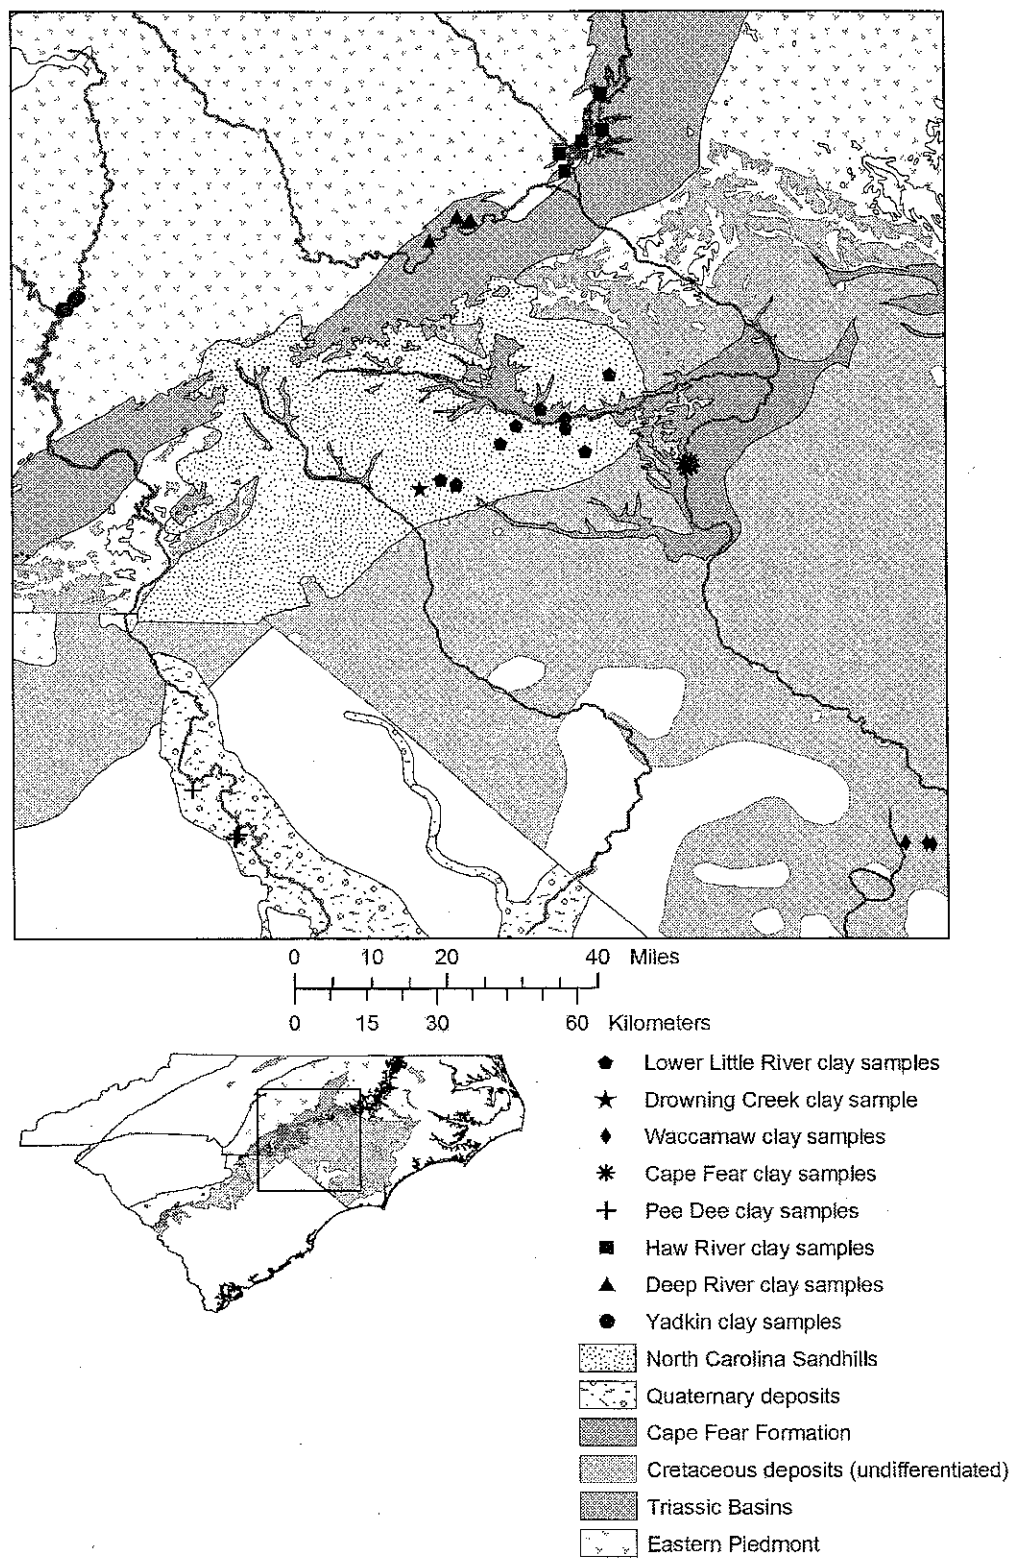 0 10 20 40 Miles
0 15 30 60 Kilometers
Lower Little River clay samples
Drowning Creek clay sample
Waccamaw clay samples
Cape Fear clay samples
Pee Dee clay samples
Haw River clay samples
Deep River clay samples
Yadkin clay samples
North Carolina Sandhills
Quaternary deposits
Cape Fear Formation
Cretaceous deposits (undifferentiated)
Triassic Basins
Eastern Piedmont